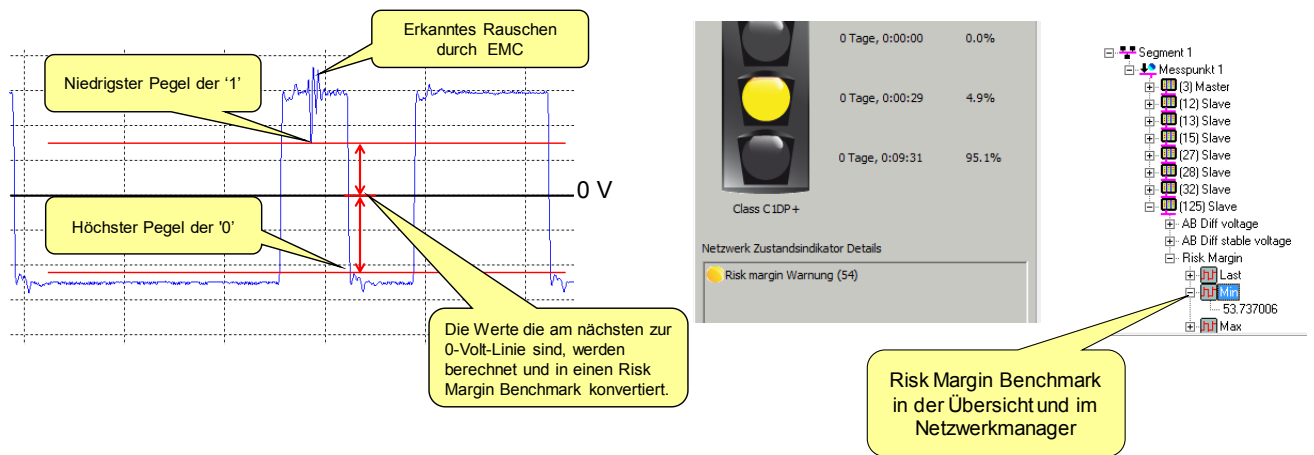 Erkanntes Rauschen
durch EMC
Niedrigster Pegel der ‘1’
0 V
Höchster Pegel der '0'
Die Werte die am nächsten zur
0-Volt-Linie sind, werden
berechnet und in einen Risk
Margin Benchmark konvertiert.
0 Tage, 0:00:00 0.0%
0 Tage, 0:00:29 4.9%
0 Tage, 0:09:31 95.1%
Class C1DP+
Netzwerk Zustandsindikator Details
Risk margin Warnung (54)
Segment 1
Messpunkt 1
(3) Master
(12) Slave
(13) Slave
(15) Slave
(27) Slave
(28) Slave
(32) Slave
(125) Slave
AB Diff voltage
AB Diff stable voltage
Risk Margin
Last
Min
53.737006
Max
Risk Margin Benchmark
in der Übersicht und im
Netzwerkmanager